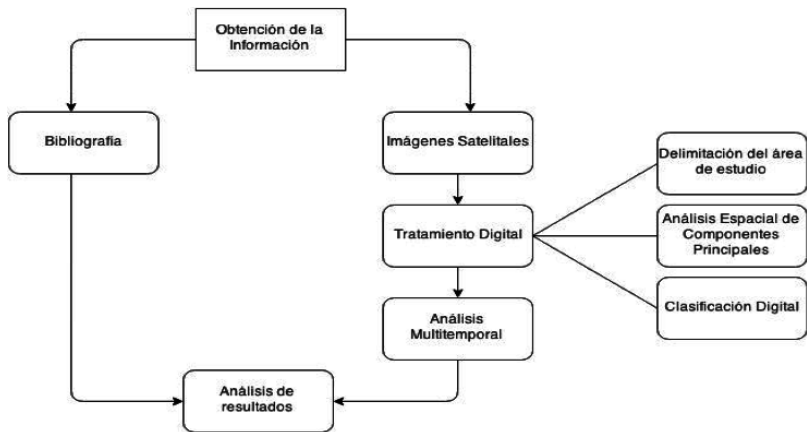 Obtención de la
Información
Bibliografía
Imágenes Satelitales
Delimitación del área
de estudio
Tratamiento Digital
Análisis Espacial de
Componentes
Principales
Análisis
Multitemporal
Clasificación Digital
Análisis de
resultados